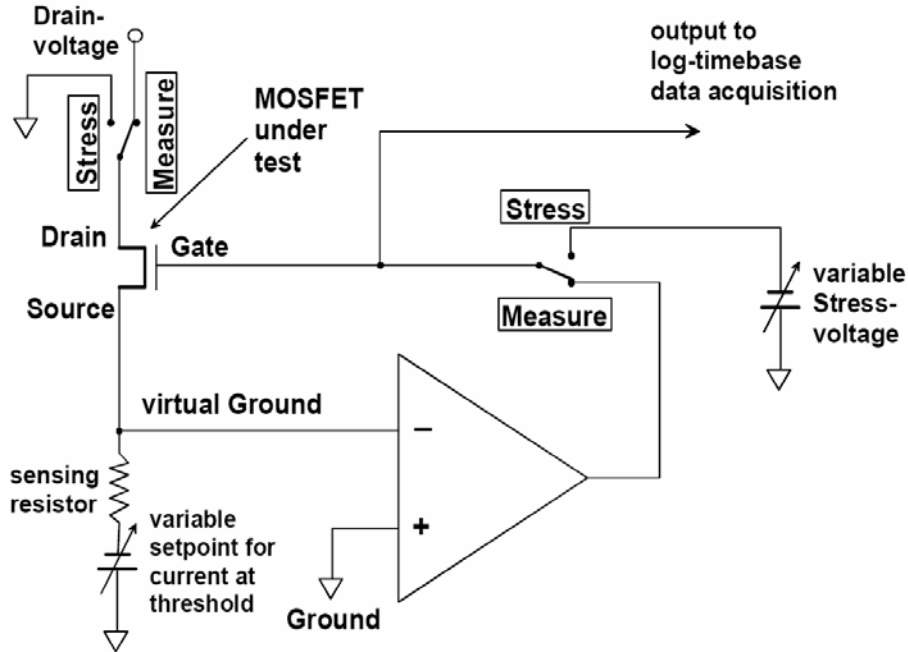 Drain-
voltage
Stress
Measure
MOSFET
under
test
output to
log-timebase
data acquisition
Drain
Gate
Source
Stress
Measure
variable
Stress-
voltage
virtual Ground
−
+
sensing
resistor
variable
setpoint for
current at
threshold
Ground